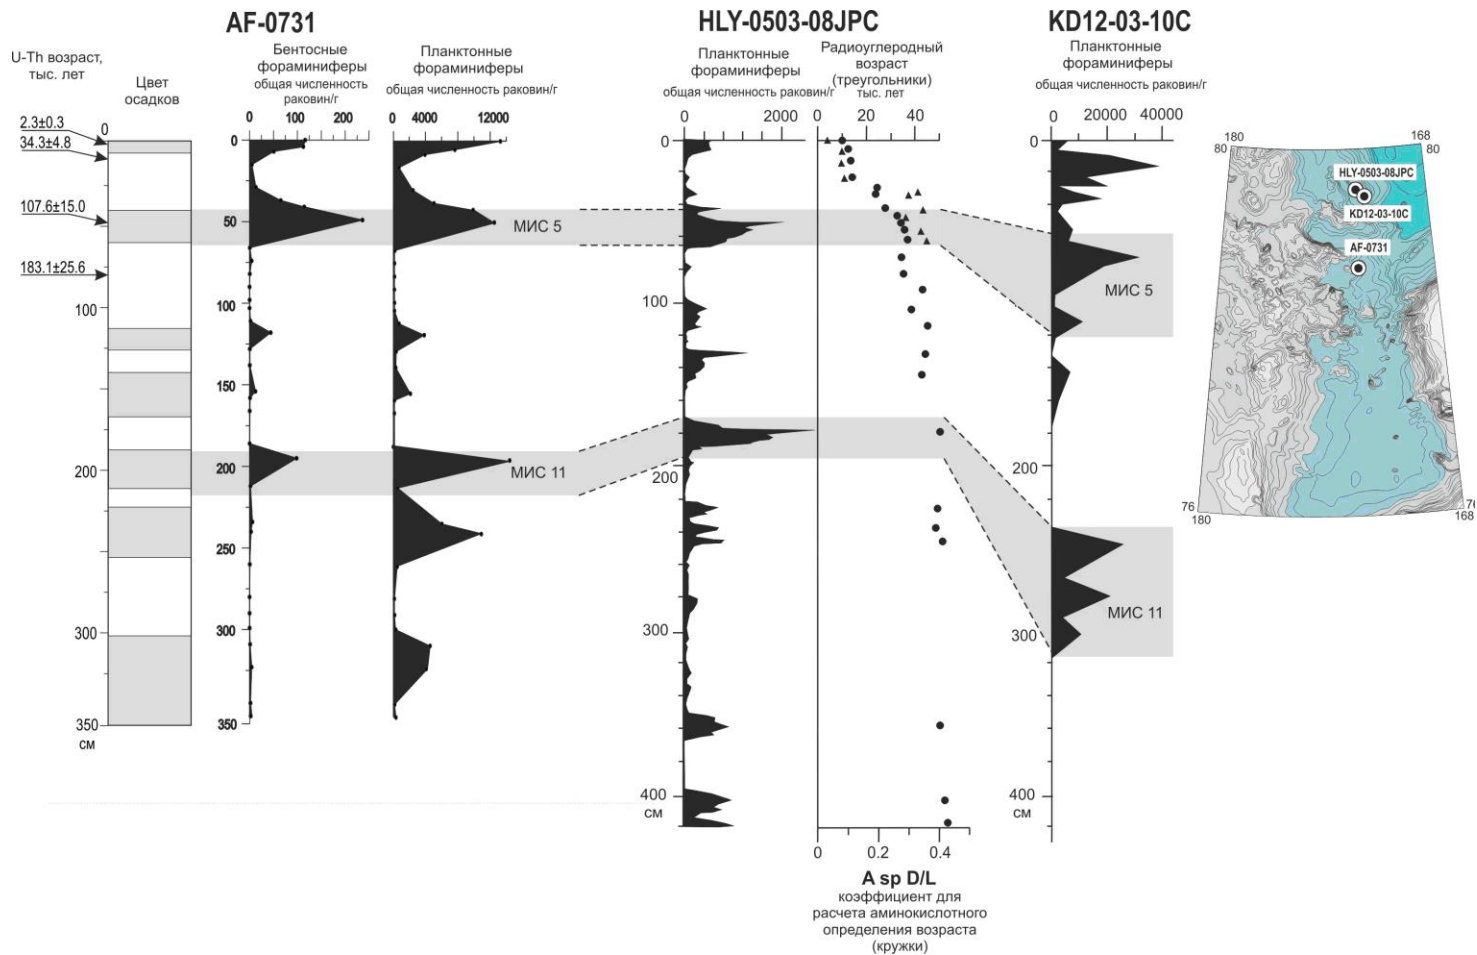 AF-0731
HLY-0503-08JPC
KD12-03-10C
U-Th возраст,
тыс. лет
Цвет
осадков
Бентосные
фораминиферы
общая численность
раковин/г
Планктонные
фораминиферы
общая численность раковин/г
Планктонные
фораминиферы
общая численность раковин/г
Радиоуглеродный
возраст
(треугольники)
тыс. лет
Планктонные
фораминиферы
общая численность раковин/г
0 100 200
0 4000 12000
0 2000
0 20 40
0 20000 40000
2.3±0.3
34.3±4.8
107.6±15.0
183.1±25.6
0
100
200
300
350
см
0
50
100
150
200
250
300
350
МИС 5
МИС 11
0
100
200
300
400
см
0 0.2 0.4
A sp D/L
коэффициент для
расчета аминокислотного
определения возраста
(кружки)
0
200
300
400
см
МИС 5
МИС 11
180 168
80 80
HLY-0503-08JPC
KD12-03-10C
AF-0731
76 76
180 168